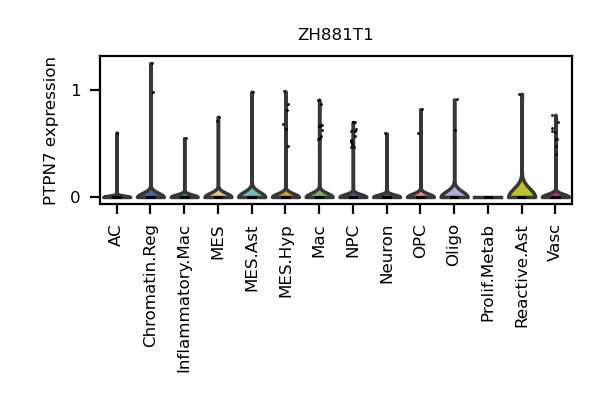 ZH881T1
PTPN7 expression
1
0
AC
Chromatin.Reg
Inflammatory.Mac
MES
MES.Ast
MES.Hyp
Mac
NPC
Neuron
OPC
Oligo
Prolif.Metab
Reactive.Ast
Vasc